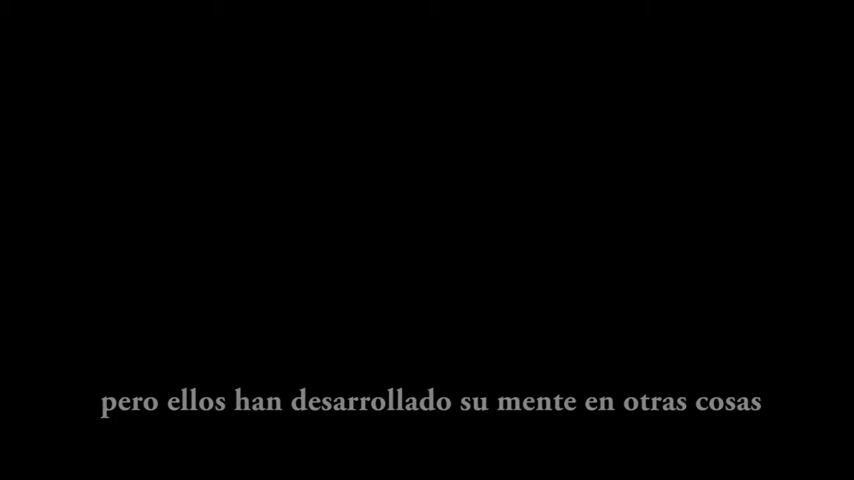 pero ellos han desarrollado su mente en otras cosas